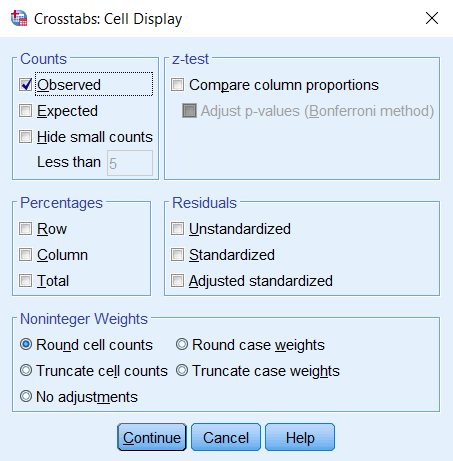 Crosstabs: Cell Display
Counts
Observed
Expected
Hide small counts
Less than 5
z-test
Compare column proportions
Adjust p-values (Bonferroni method)
Percentages
Row
Column
Total
Residuals
Unstandardized
Standardized
Adjusted standardized
Noninteger Weights
Round cell counts Round case weights
Truncate cell counts Truncate case weights
No adjustments
Continue Cancel Help